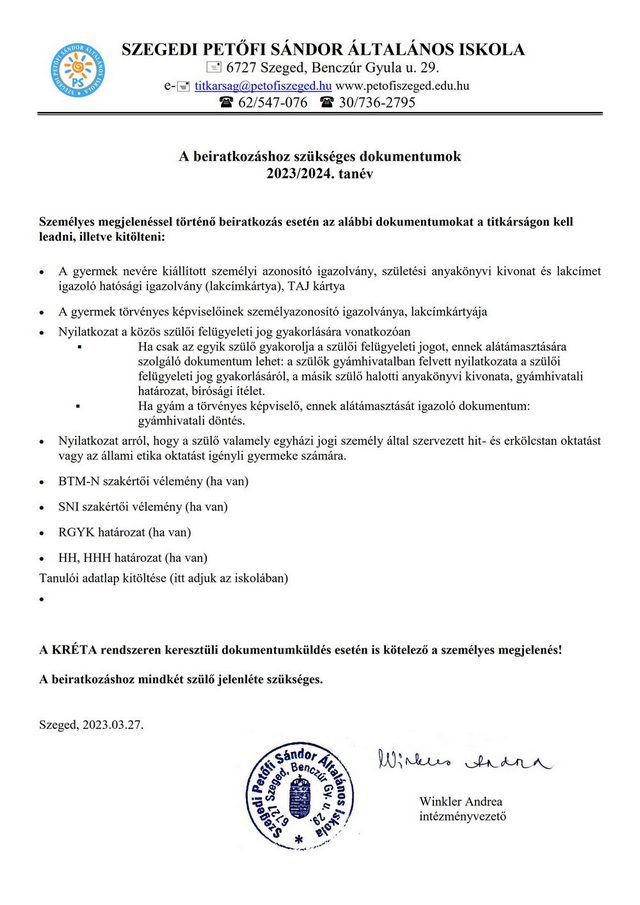 SZEGEDI PETŐFI SÁNDOR ÁLTALÁNOS ISKOLA
PS
SZEGEDI PETŐFI SÁNDOR ÁLTALÁNOS ISKOLA
6727 Szeged, Benczúr Gyula u. 29.
e- titkarsag@petofiszeged.hu www.petofiszeged.edu.hu
62/547-076 30/736-2795
A beiratkozáshoz szükséges dokumentumok
2023/2024. tanév
Személyes megjelenéssel történő beiratkozás esetén az alábbi dokumentumokat a titkárságon kell
leadni, illetve kitölteni:
• A gyermek nevére kiállított személyi azonosító igazolvány, születési anyakönyvi kivonat és lakcímet
igazoló hatósági igazolvány (lakcímkártya), TAJ kártya
• A gyermek törvényes képviselőinek személyazonosító igazolványa, lakcímkártyája
• Nyilatkozat a közös szülői felügyeleti jog gyakorlására vonatkozóan
▪ Ha csak az egyik szülő gyakorolja a szülői felügyeleti jogot, ennek alátámasztására
szolgáló dokumentum lehet: a szülők gyámhivatalban felvett nyilatkozata a szülői
felügyeleti jog gyakorlásáról, a másik szülő halotti anyakönyvi kivonata, gyámhivatali
határozat, bírósági ítélet.
▪ Ha gyám a törvényes képviselő, ennek alátámasztását igazoló dokumentum:
gyámhivatali döntés.
• Nyilatkozat arról, hogy a szülő valamely egyházi jogi személy által szervezett hit- és erkölcstan oktatást
vagy az állami etika oktatást igényli gyermeke számára.
• BTM-N szakértői vélemény (ha van)
• SNI szakértői vélemény (ha van)
• RGYK határozat (ha van)
• HH, HHH határozat (ha van)
Tanulói adatlap kitöltése (itt adjuk az iskolában)
•
A KRÉTA rendszeren keresztüli dokumentumküldés esetén is kötelező a személyes megjelenés!
A beiratkozáshoz mindkét szülő jelenléte szükséges.
Szeged, 2023.03.27.
Szegedi Petőfi Sándor Általános Iskola
6727 Szeged, Benczúr Gy. u. 29.
*
Winkler Andrea
Winkler Andrea
intézményvezető